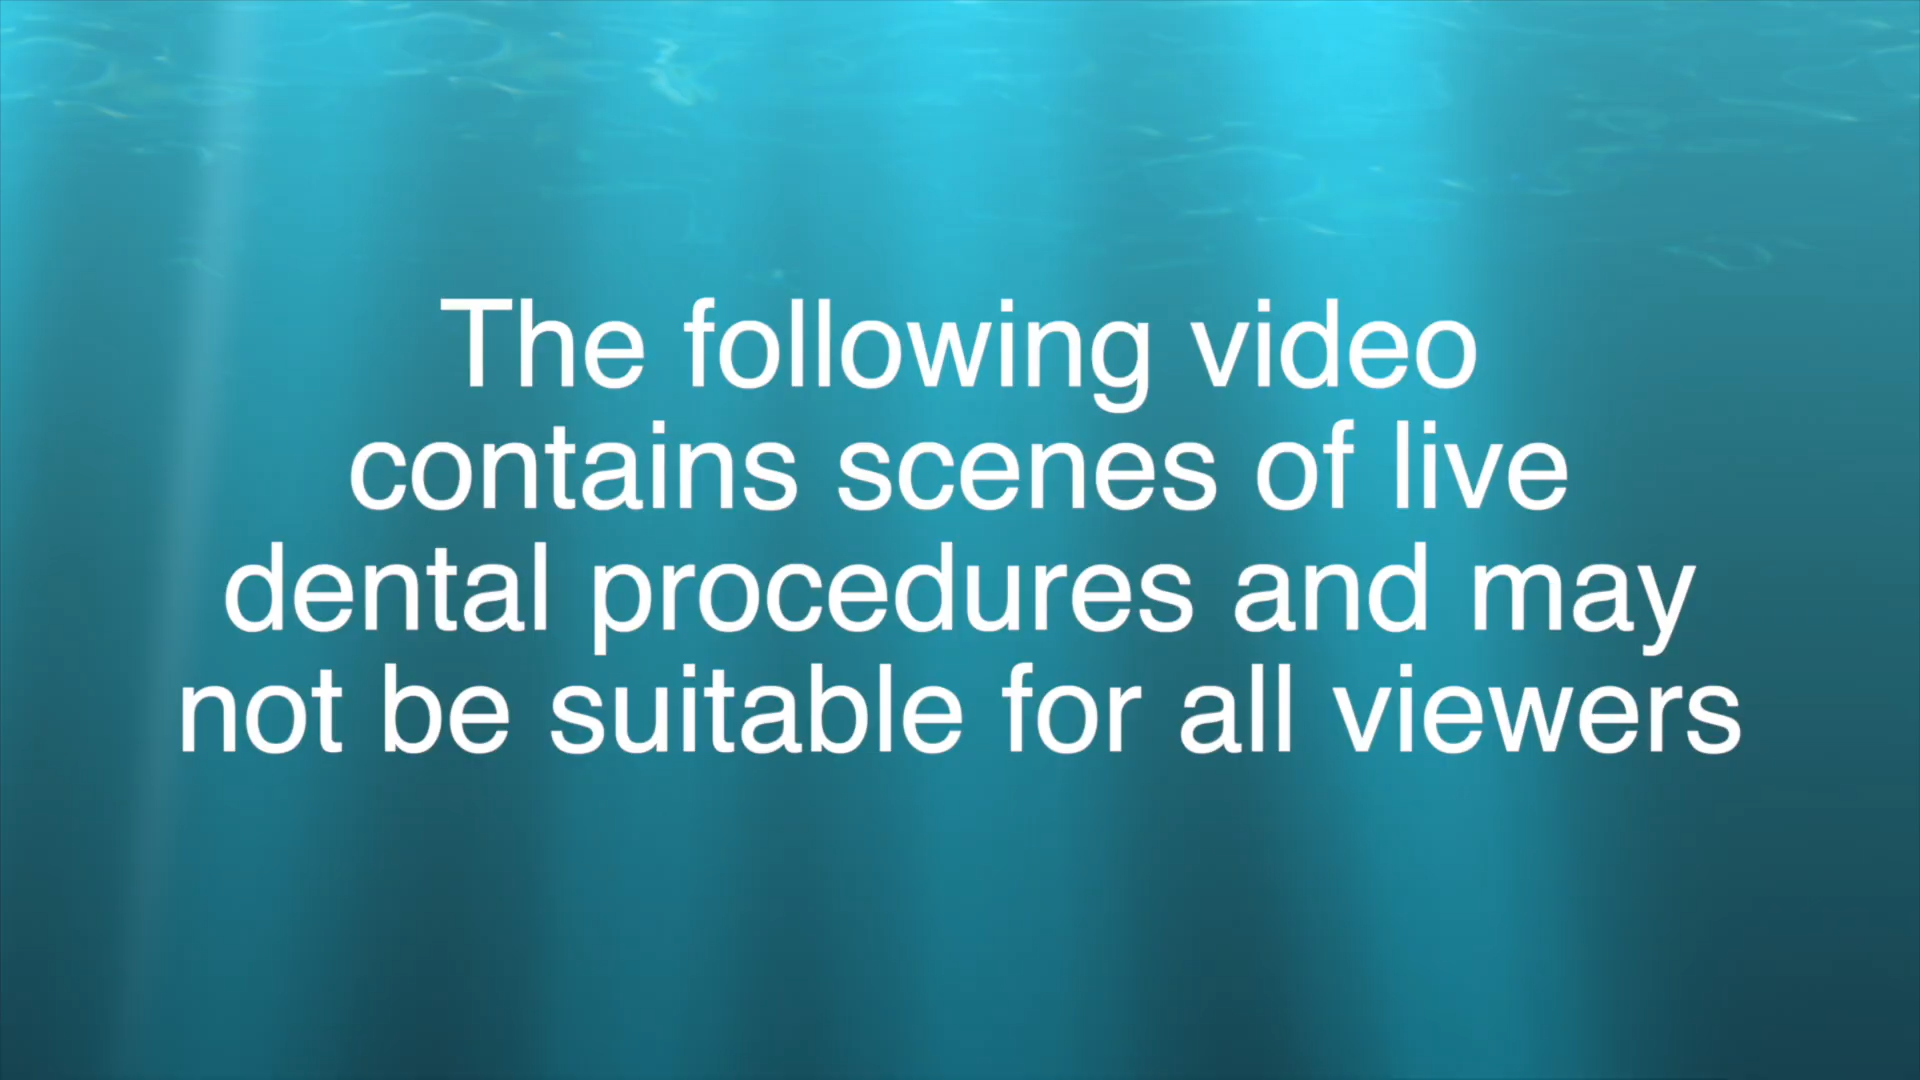 The following video
contains scenes of live
dental procedures and may
not be suitable for all viewers